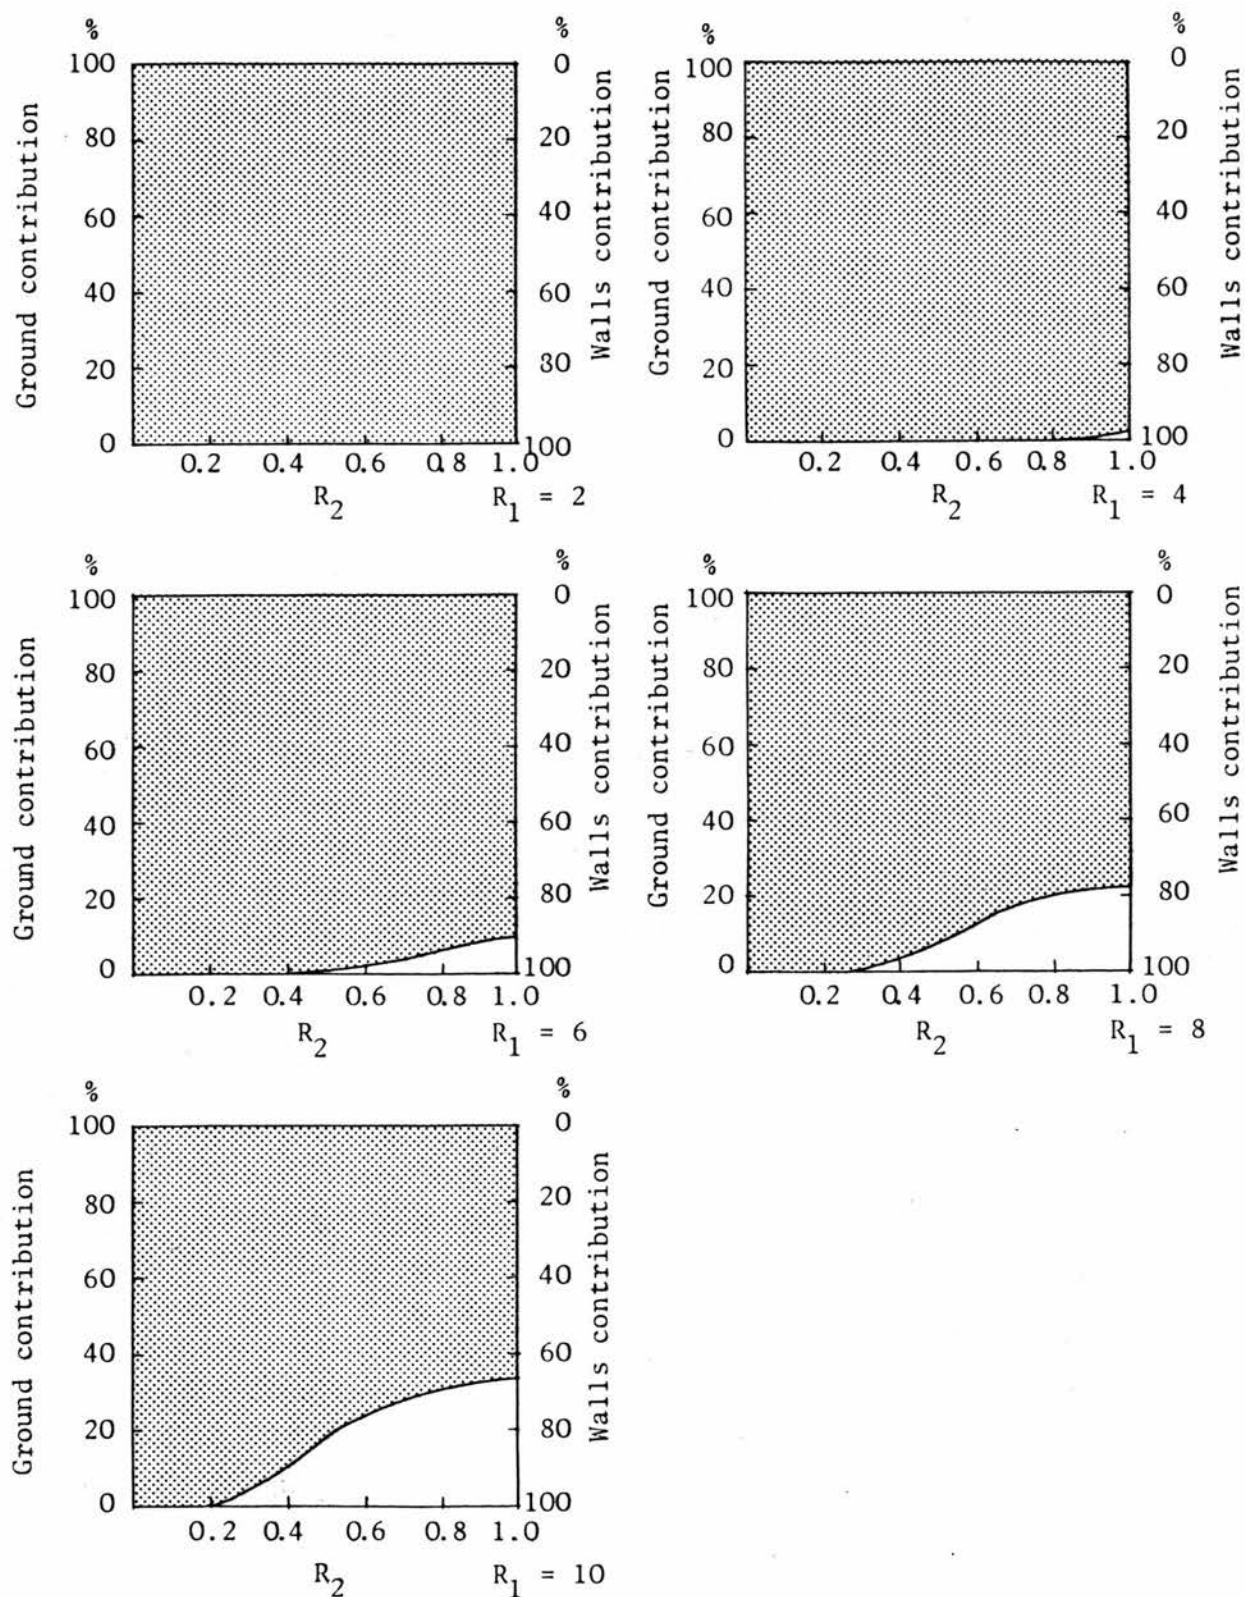 % %
100 0
80 20
60 40
40 60
20 80
0 100
0.2 0.4 0.6 0.8 1.0
R2 R1 = 2
Ground contribution
Walls contribution
% %
100 0
80 20
60 40
40 60
20 80
0 100
0.2 0.4 0.6 0.8 1.0
R2 R1 = 4
Ground contribution
Walls contribution
% %
100 0
80 20
60 40
40 60
20 80
0 100
0.2 0.4 0.6 0.8 1.0
R2 R1 = 6
Ground contribution
Walls contribution
% %
100 0
80 20
60 40
40 60
20 80
0 100
0.2 0.4 0.6 0.8 1.0
R2 R1 = 8
Ground contribution
Walls contribution
% %
100 0
80 20
60 40
40 60
20 80
0 100
0.2 0.4 0.6 0.8 1.0
R2 R1 = 10
Ground contribution
Walls contribution